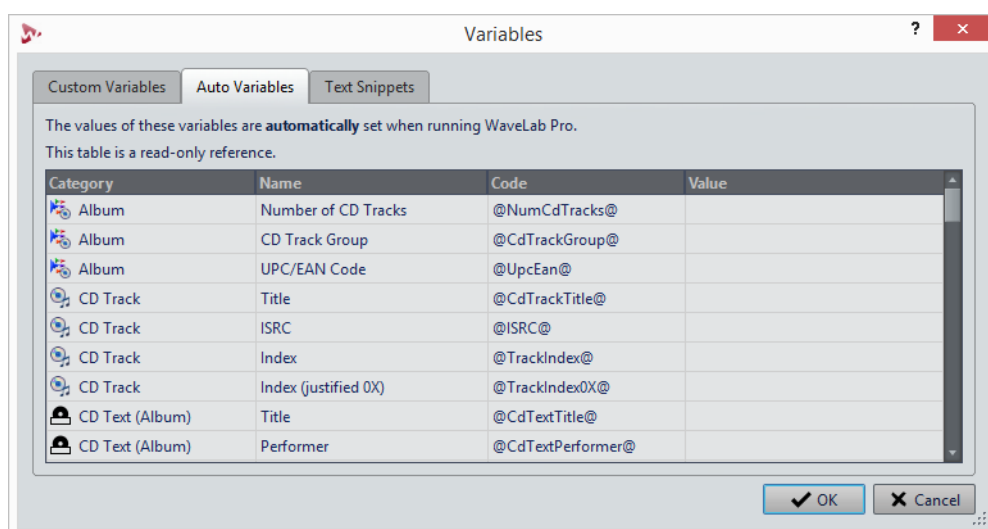 Variables
?
Custom Variables Auto Variables Text Snippets
The values of these variables are automatically set when running WaveLab Pro.
This table is a read-only reference.
Category Name Code Value
Album Number of CD Tracks @NumCdTracks@
Album CD Track Group @CdTrackGroup@
Album UPC/EAN Code @UpcEan@
CD Track Title @CdTrackTitle@
CD Track ISRC @ISRC@
CD Track Index @TrackIndex@
CD Track Index (justified 0X) @TrackIndex0X@
CD Text (Album) Title @CdTextTitle@
CD Text (Album) Performer @CdTextPerformer@
OK Cancel